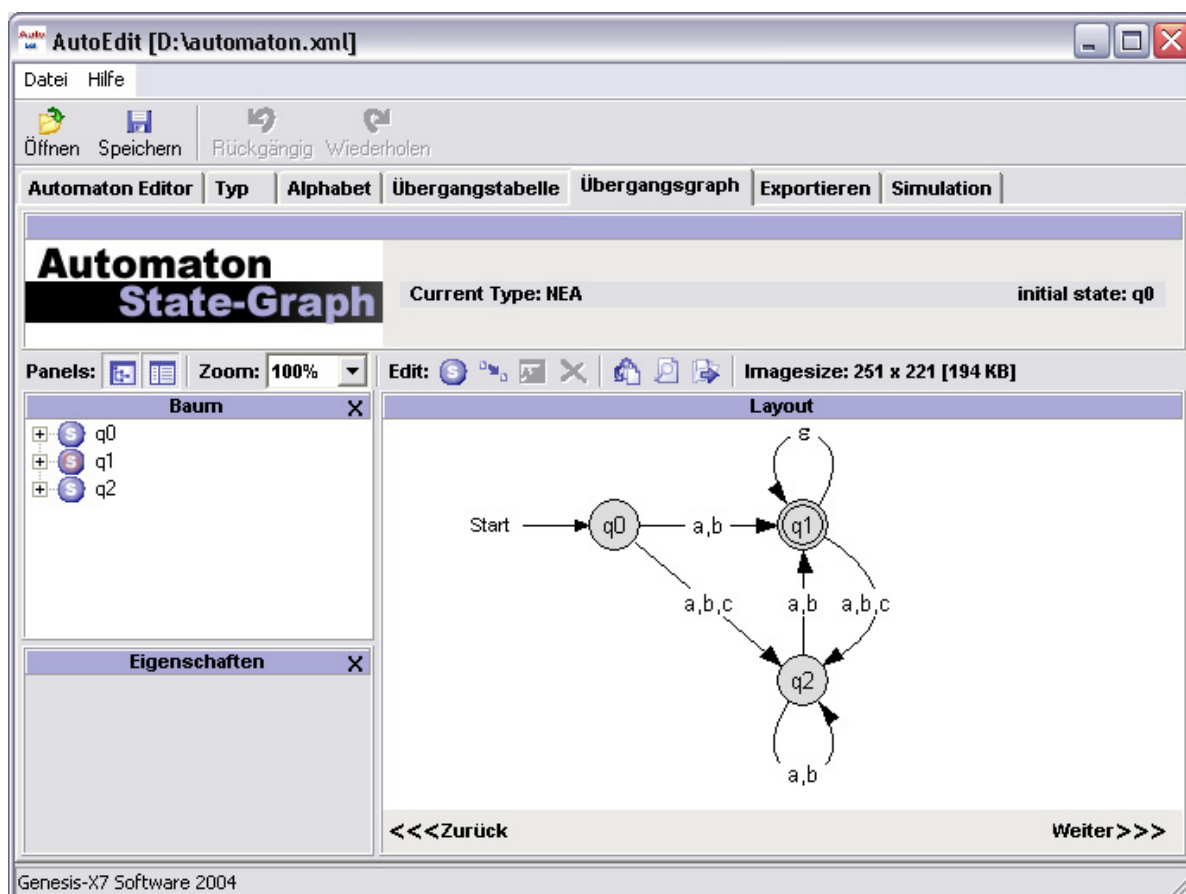 AutoEdit [D:\automaton.xml]
Datei Hilfe
Öffnen Speichern Rückgängig Wiederholen
Automaton Editor Typ Alphabet Übergangstabelle Übergangsgraph Exportieren Simulation
Automaton
State-Graph
Current Type: NEA initial state: q0
Panels: Zoom: 100% Edit: Imagesize: 251 x 221 [194 KB]
Baum X Layout
q0
q1
q2
ε
Start q0 a,b q1
a,b,c a,b a,b,c
q2
a,b
Eigenschaften X
<<<Zurück Weiter>>>
Genesis-X7 Software 2004